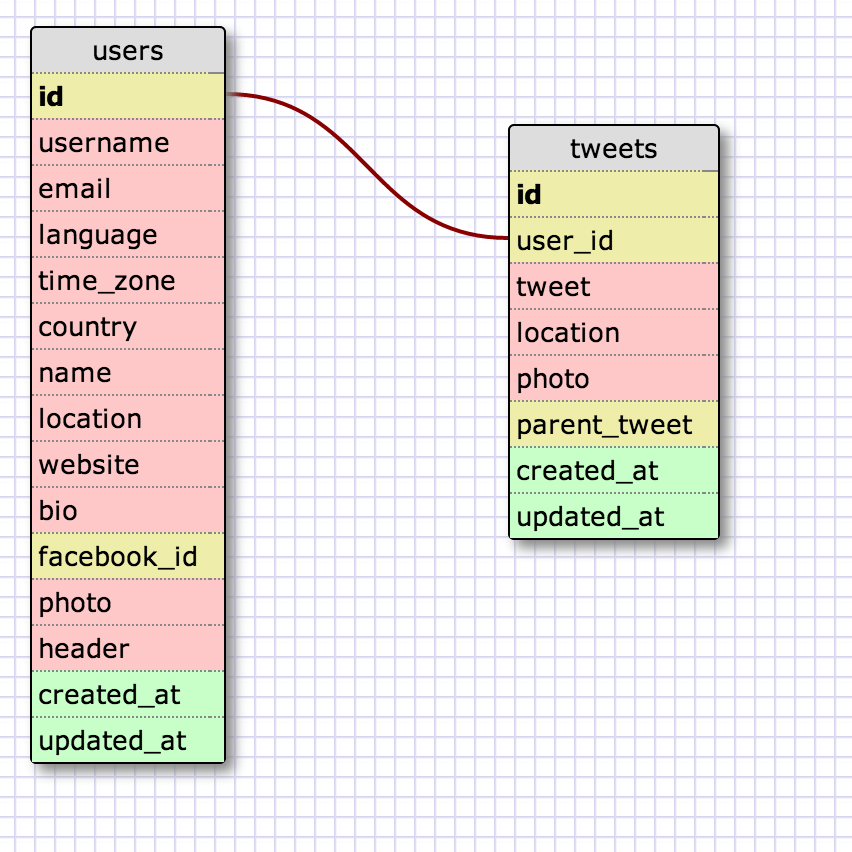 users
id
username
email
language
time_zone
country
name
location
website
bio
facebook_id
photo
header
created_at
updated_at
tweets
id
user_id
tweet
location
photo
parent_tweet
created_at
updated_at